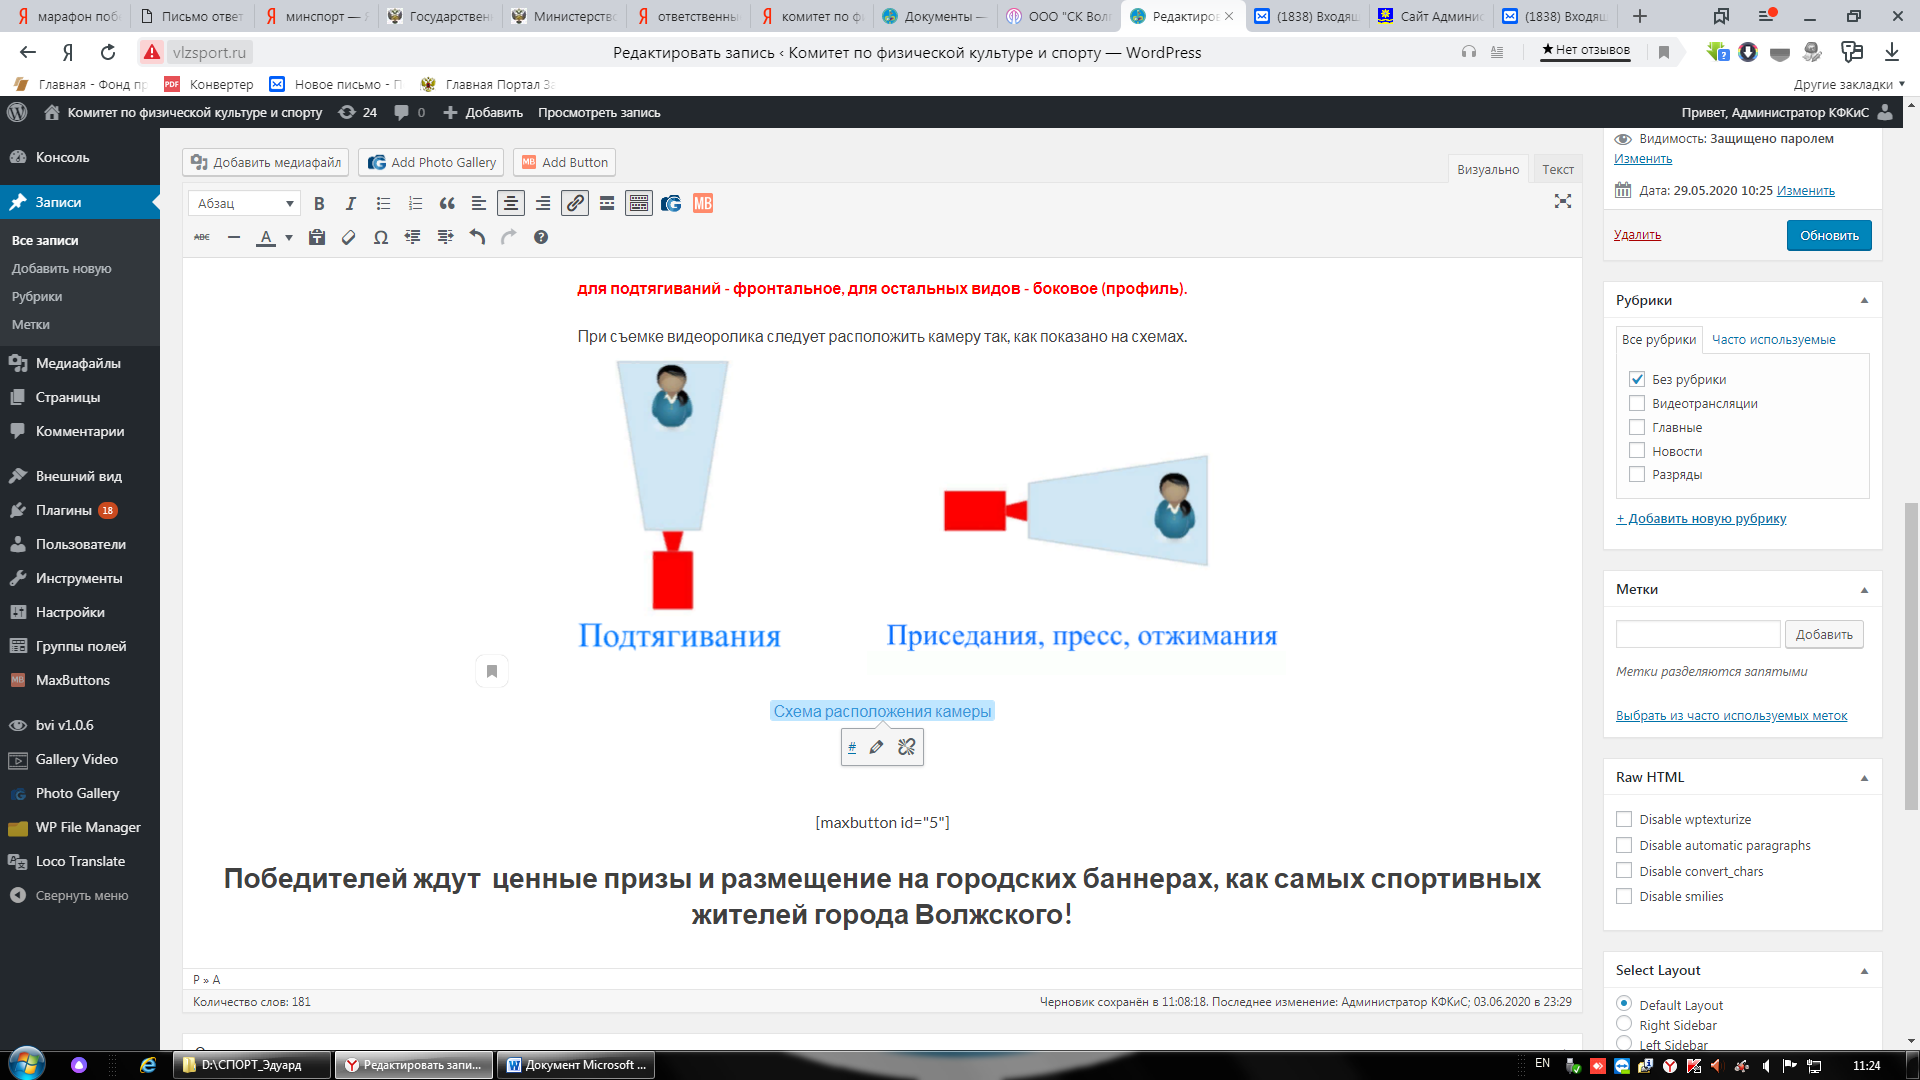 марафон побе
Письмо ответ
минспорт — Я
Государствен
Министерство
ответственны
комитет по ф
Документы —
ООО "СК Волг
Редактиров
(1838) Входящ
Сайт Админис
(1838) Входящ
vlzsport.ru
Редактировать запись ‹ Комитет по физической культуре и спорту — WordPress
★Нет отзывов
Главная - Фонд пр
PDF Конвертер
Новое письмо - П
Главная Портал За
Другие закладки
Комитет по физической культуре и спорту 24 0 Добавить Просмотреть запись
Привет, Администратор КФКиС
Консоль
Записи
Все записи
Добавить новую
Рубрики
Метки
Медиафайлы
Страницы
Комментарии
Внешний вид
Плагины 18
Пользователи
Инструменты
Настройки
Группы полей
MB MaxButtons
bvi v1.0.6
Gallery Video
Photo Gallery
WP File Manager
Loco Translate
Свернуть меню
Добавить медиафайл
Add Photo Gallery
MB Add Button
Визуально Текст
Абзац
B I
MB
ABC
A
для подтягиваний - фронтальное, для остальных видов - боковое (профиль).
При съемке видеоролика следует расположить камеру так, как показано на схемах.
Подтягивания
Приседания, пресс, отжимания
Схема расположения камеры
#
[maxbutton id="5"]
Победителей ждут ценные призы и размещение на городских баннерах, как самых спортивных
жителей города Волжского!
P » A
Количество слов: 181
Черновик сохранён в 11:08:18. Последнее изменение: Администратор КФКиС; 03.06.2020 в 23:29
Видимость: Защищено паролем
Изменить
Дата: 29.05.2020 10:25 Изменить
Удалить
Обновить
Рубрики
Все рубрики
Часто используемые
Без рубрики
Видеотрансляции
Главные
Новости
Разряды
+ Добавить новую рубрику
Метки
Добавить
Метки разделяются запятыми
Выбрать из часто используемых меток
Raw HTML
Disable wptexturize
Disable automatic paragraphs
Disable convert_chars
Disable smilies
Select Layout
Default Layout
Right Sidebar
Left Sidebar
D:\СПОРТ_Эдуард
Редактировать запи...
Документ Microsoft ...
EN
11:24